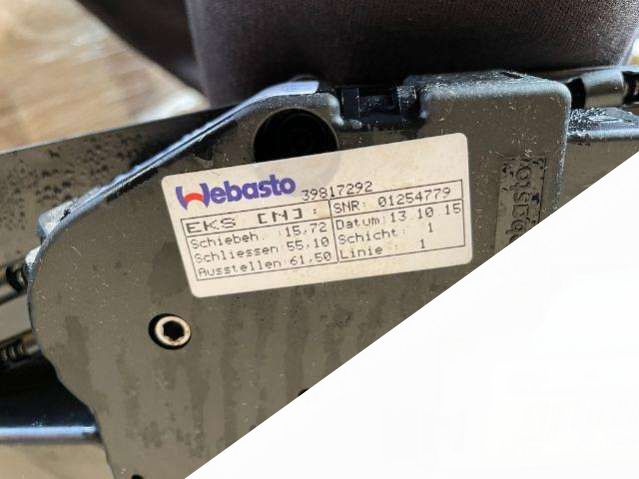 Webasto 39817292
EKS [N]: SNR: 01254779
Schiebeh. :15,72 Datum:13.10 15
Schliessen:55,10 Schicht : 1
Ausstellen:61,50 Linie : 1
ebasto